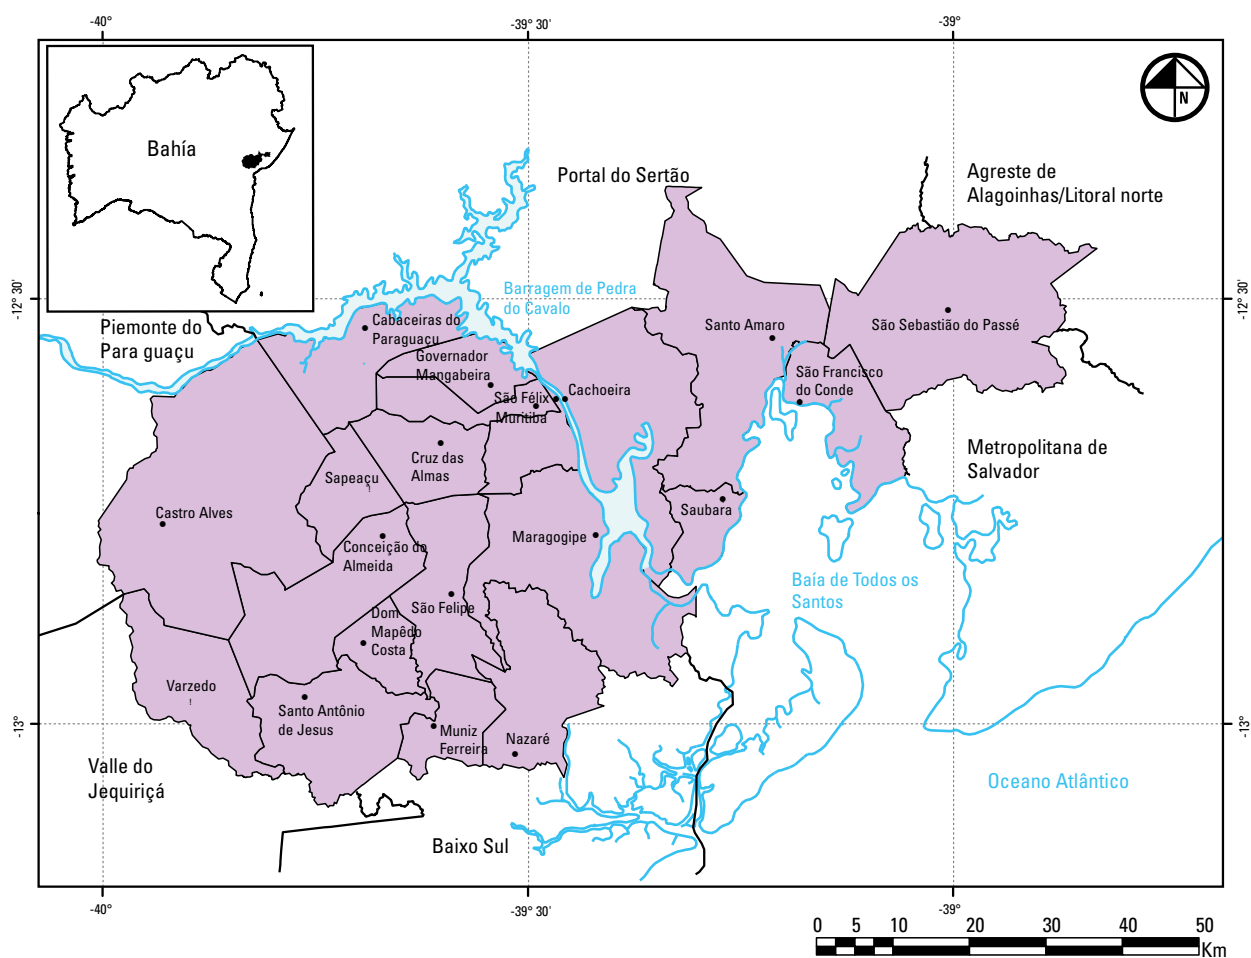 -40°
-39° 30'
-39°
Bahía
N
Portal do Sertão
Agreste de
Alagoinhas/Litoral norte
-12° 30'
-12° 30'
Barragem de Pedra
do Cavalo
Piemonte do
Para guaçu
Cabaceiras do
Paraguaçu
Santo Amaro
São Sebastião do Passé
Governador
Mangabeira
São Francisco
do Conde
São Félix
Cachoeira
Muritiba
Cruz das
Almas
Metropolitana de
Salvador
Sapeaçu
Castro Alves
Saubara
Maragogipe
Conceição do
Almeida
Baía de Todos os
Santos
São Felipe
Dom
Mapêdo
Costa
Varzedo
Santo Antônio
de Jesus
-13°
-13°
Muniz
Ferreira
Nazaré
Valle do
Jequiriçá
Oceano Atlântico
Baixo Sul
-40°
-39° 30'
-39°
0 5 10 20 30 40 50
Km